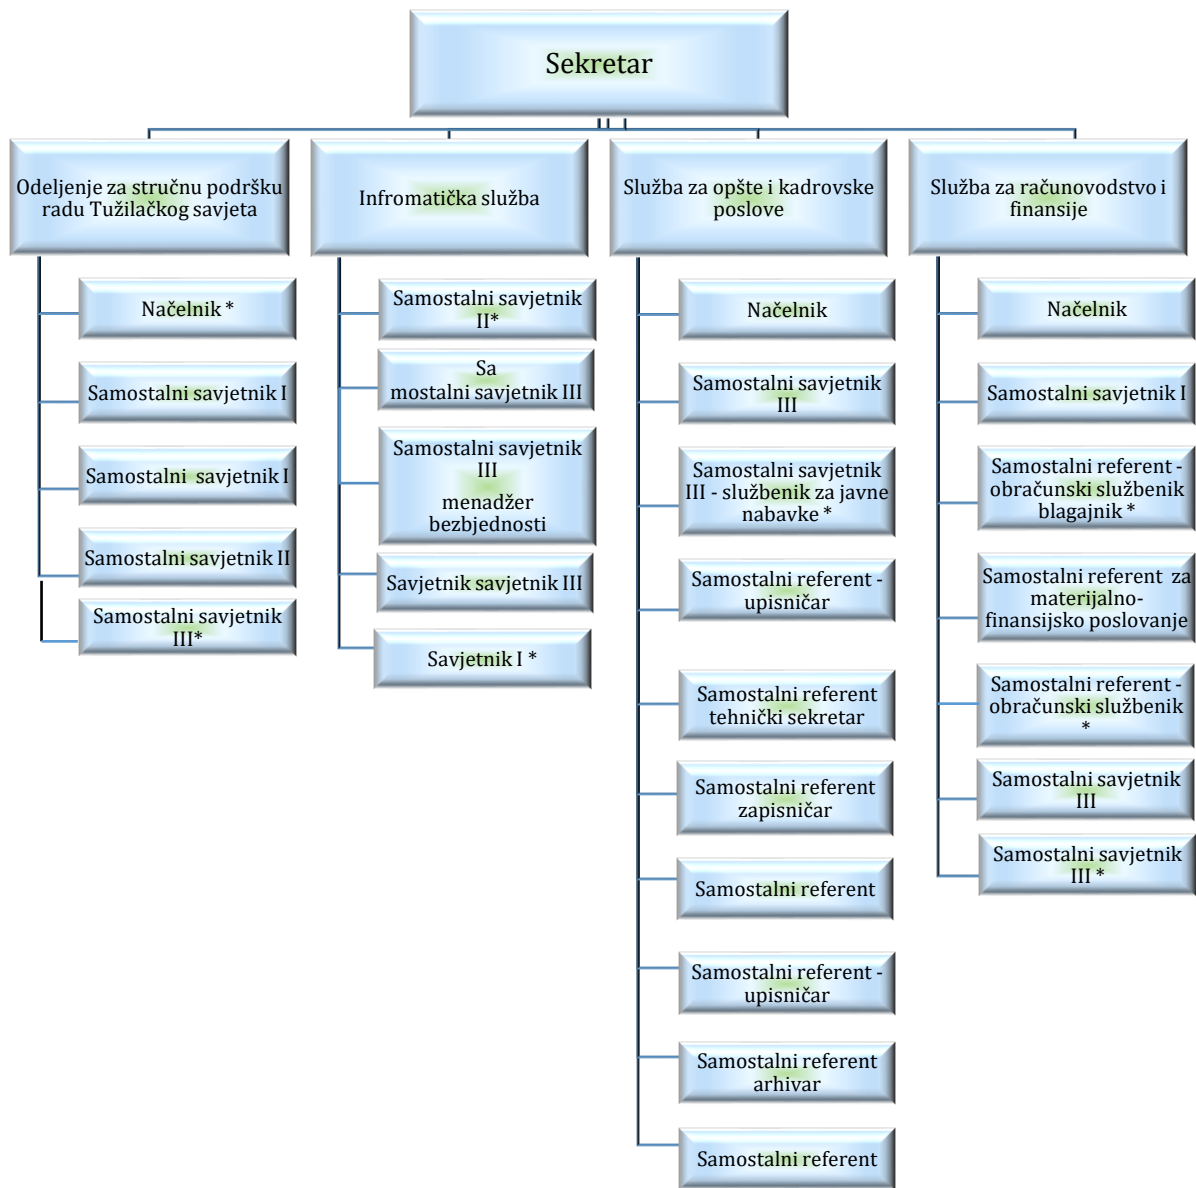 Sekretar
Odeljenje za stručnu podršku
radu Tužilačkog savjeta
Načelnik *
Samostalni savjetnik I
Samostalni  savjetnik I
Samostalni savjetnik II
Samostalni savjetnik
III*
Infromatička služba
Samostalni savjetnik
II*
Sa
mostalni savjetnik III
Samostalni savjetnik
III
menadžer
bezbjednosti
Savjetnik savjetnik III
Savjetnik I *
Služba za opšte i kadrovske
poslove
Načelnik
Samostalni savjetnik
III
Samostalni savjetnik
III - službenik za javne
nabavke *
Samostalni referent -
upisničar
Samostalni referent
tehnički sekretar
Samostalni referent
zapisničar
Samostalni referent
Samostalni referent -
upisničar
Samostalni referent
arhivar
Samostalni referent
Služba za računovodstvo i
finansije
Načelnik
Samostalni savjetnik I
Samostalni referent -
obračunski službenik
blagajnik *
Samostalni referent  za
materijalno-
finansijsko poslovanje
Samostalni referent -
obračunski službenik
*
Samostalni savjetnik
III
Samostalni savjetnik
III *